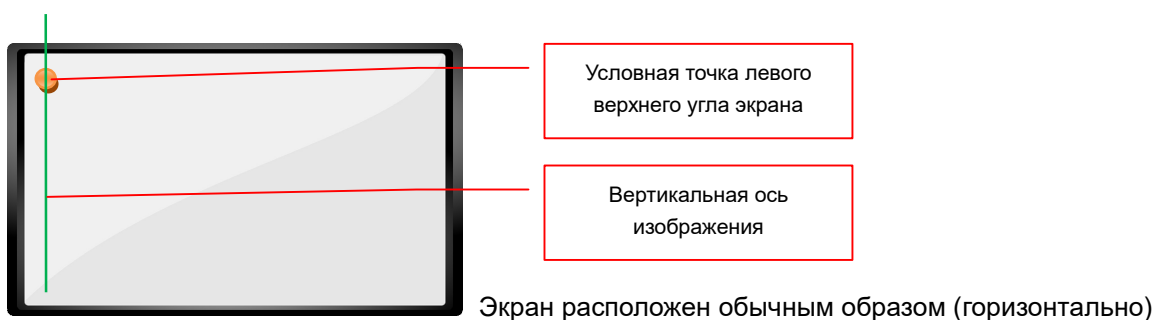 Условная точка левого
верхнего угла экрана
Вертикальная ось
изображения
Экран расположен обычным образом (горизонтально)